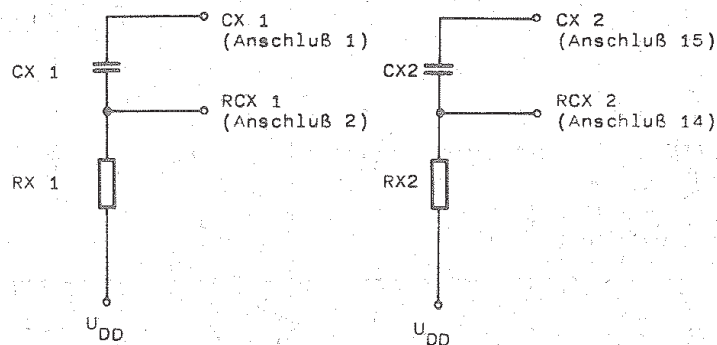 CX 1
(Anschluß 1)
CX 1
RCX 1
(Anschluß 2)
RX 1
UDD
CX 2
(Anschluß 15)
CX2
RCX 2
(Anschluß 14)
RX2
UDD